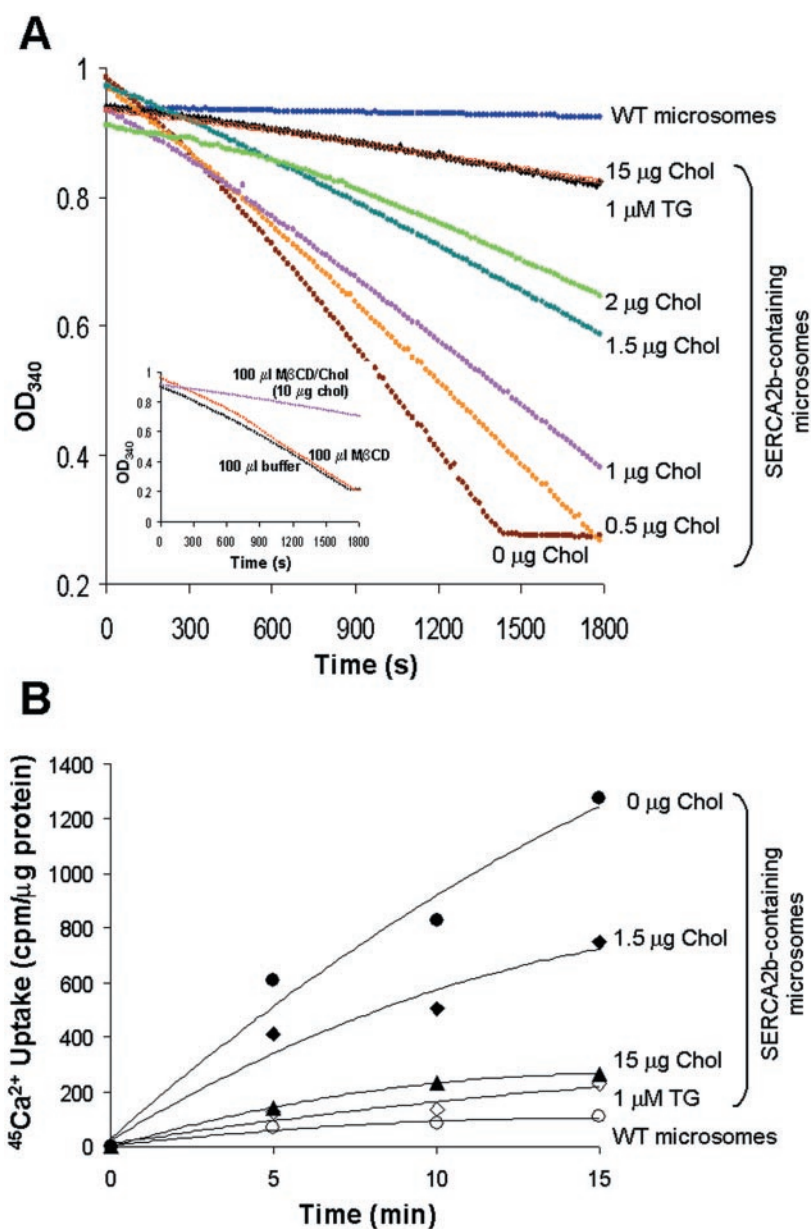 A
OD340
1
0.8
0.6
0.4
0.2
0 300 600 900 1200 1500 1800
Time (s)
WT microsomes
15 μg Chol
1 μM TG
2 μg Chol
1.5 μg Chol
1 μg Chol
0.5 μg Chol
0 μg Chol
SERCA2b-containing
microsomes
OD340
1
0.8
0.6
0.4
0.2
0
100 μl MβCD/Chol
(10 μg chol)
100 μl buffer
100 μl MβCD
0 300 600 900 1200 1500 1800
Time (s)
B
45Ca2+ Uptake (cpm/μg protein)
1400
1200
1000
800
600
400
200
0
0 5 10 15
Time (min)
0 μg Chol
1.5 μg Chol
15 μg Chol
1 μM TG
WT microsomes
SERCA2b-containing
microsomes